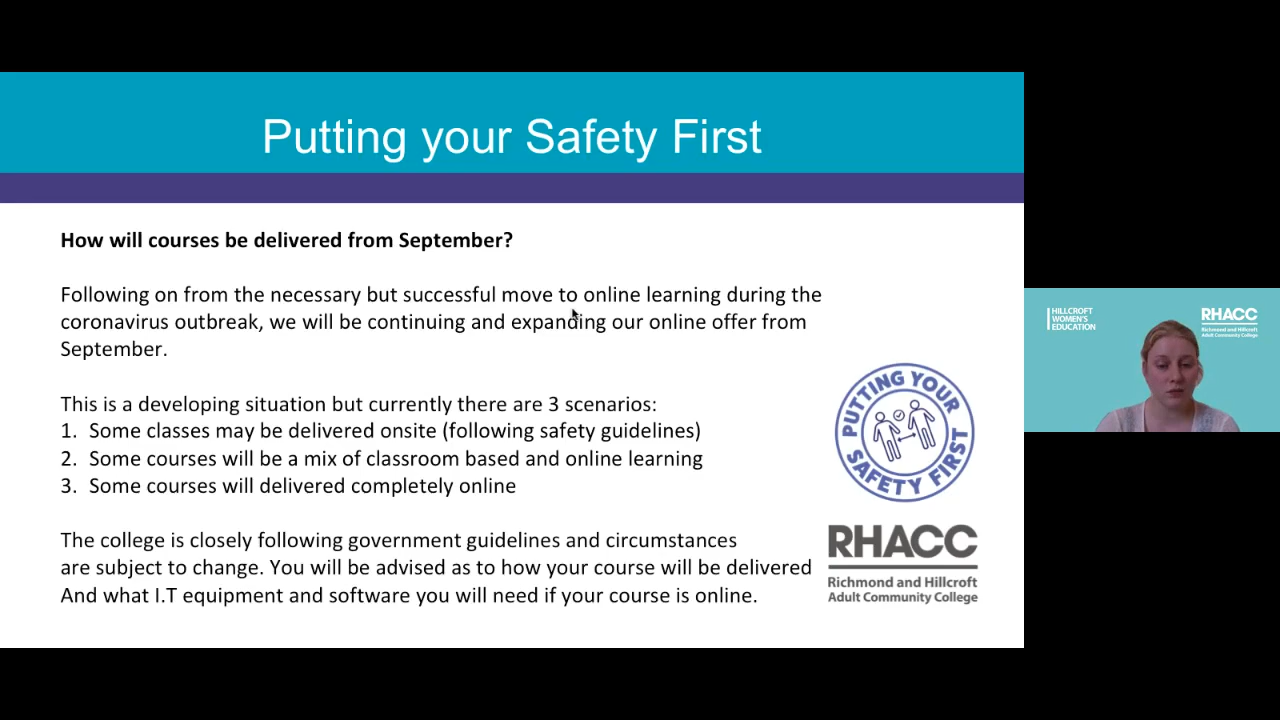 Putting your Safety First
How will courses be delivered from September?
Following on from the necessary but successful move to online learning during the
coronavirus outbreak, we will be continuing and expanding our online offer from
September.
This is a developing situation but currently there are 3 scenarios:
1. Some classes may be delivered onsite (following safety guidelines)
2. Some courses will be a mix of classroom based and online learning
3. Some courses will delivered completely online
The college is closely following government guidelines and circumstances
are subject to change. You will be advised as to how your course will be delivered
And what I.T equipment and software you will need if your course is online.
PUTTING YOUR
SAFETY FIRST
RHACC
Richmond and Hillcroft
Adult Community College
HILLCROFT
WOMEN'S
EDUCATION
RHACC
Richmond and Hillcroft
Adult Community College